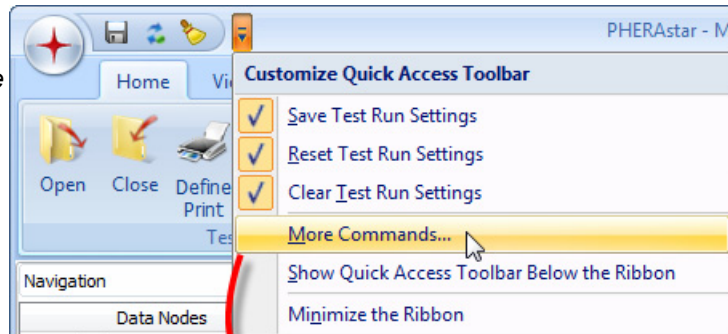 PHERAstar - M
e
Home Vi
Customize Quick Access Toolbar
Save Test Run Settings
Reset Test Run Settings
Clear Test Run Settings
More Commands...
Show Quick Access Toolbar Below the Ribbon
Minimize the Ribbon
Open Close Define
Print
Tes
Navigation
Data Nodes